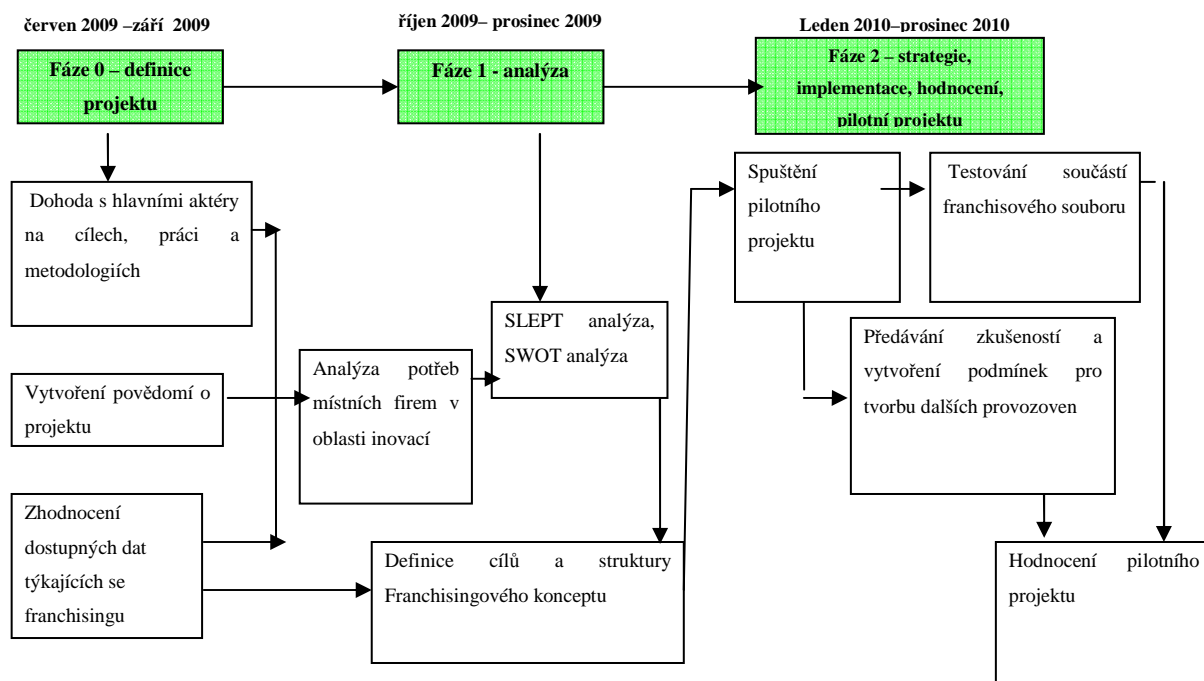 červen 2009 –září 2009
říjen 2009– prosinec 2009
Leden 2010–prosinec 2010
Fáze 0 – definice
projektu
Fáze 1 - analýza
Fáze 2 – strategie,
implementace, hodnocení,
pilotní projektu
Dohoda s hlavními aktéry
na cílech, práci a
metodologiích
Vytvoření povědomí o
projektu
Zhodnocení
dostupných dat
týkajících se
franchisingu
Analýza potřeb
místních firem v
oblasti inovací
SLEPT analýza,
SWOT analýza
Definice cílů a struktury
Franchisingového konceptu
Spuštění
pilotního
projektu
Testování součástí
franchisového souboru
Předávání zkušeností a
vytvoření podmínek pro
tvorbu dalších provozoven
Hodnocení pilotního
projektu